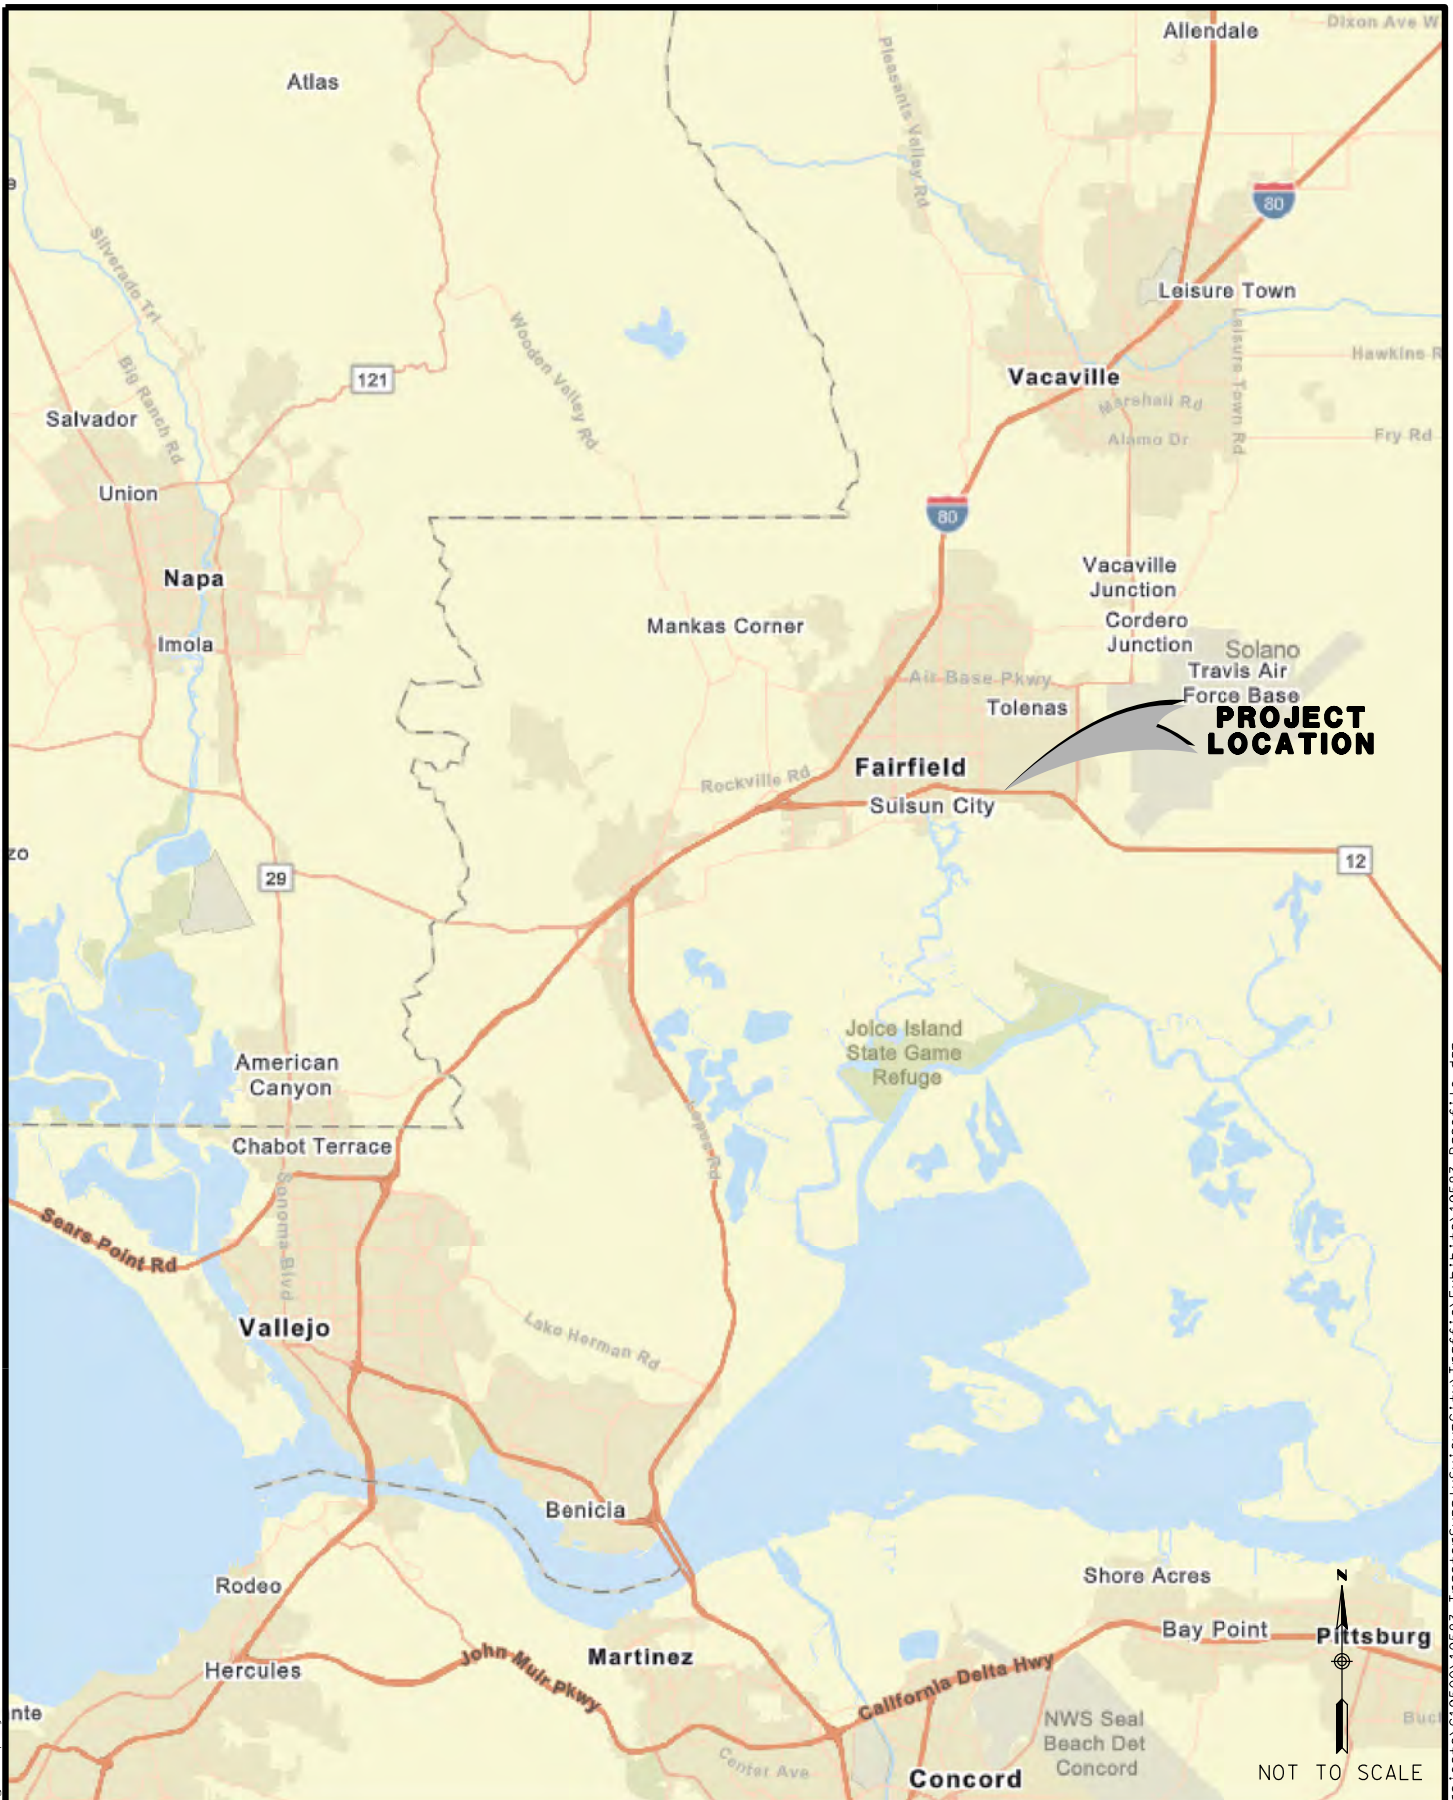 Allendale
Dixon Ave W
Atlas
Pleasants Valley Rd
80
Silverado Trl
Leisure Town
Wooden Valley Rd
Leisure Town Rd
Big Ranch Rd
121
Hawkins R
Vacaville
Marshall Rd
Salvador
Alamo Dr
Fry Rd
Union
80
Vacaville
Junction
Napa
Cordero
Junction
Mankas Corner
Imola
Solano
Travis Air
Force Base
Air Base Pkwy
Tolenas
PROJECT
LOCATION
Fairfield
Rockville Rd
Suisun City
zo
29
12
Joice Island
State Game
Refuge
American
Canyon
Lopes Rd
Chabot Terrace
Sonoma Blvd
Sears Point Rd
Vallejo
Lake Herman Rd
Benicia
Rodeo
Shore Acres
N
Bay Point
Pittsburg
Martinez
Hercules
John Muir Pkwy
California Delta Hwy
nte
NWS Seal
Beach Det
Concord
Buc
Center Ave
Concord
NOT TO SCALE